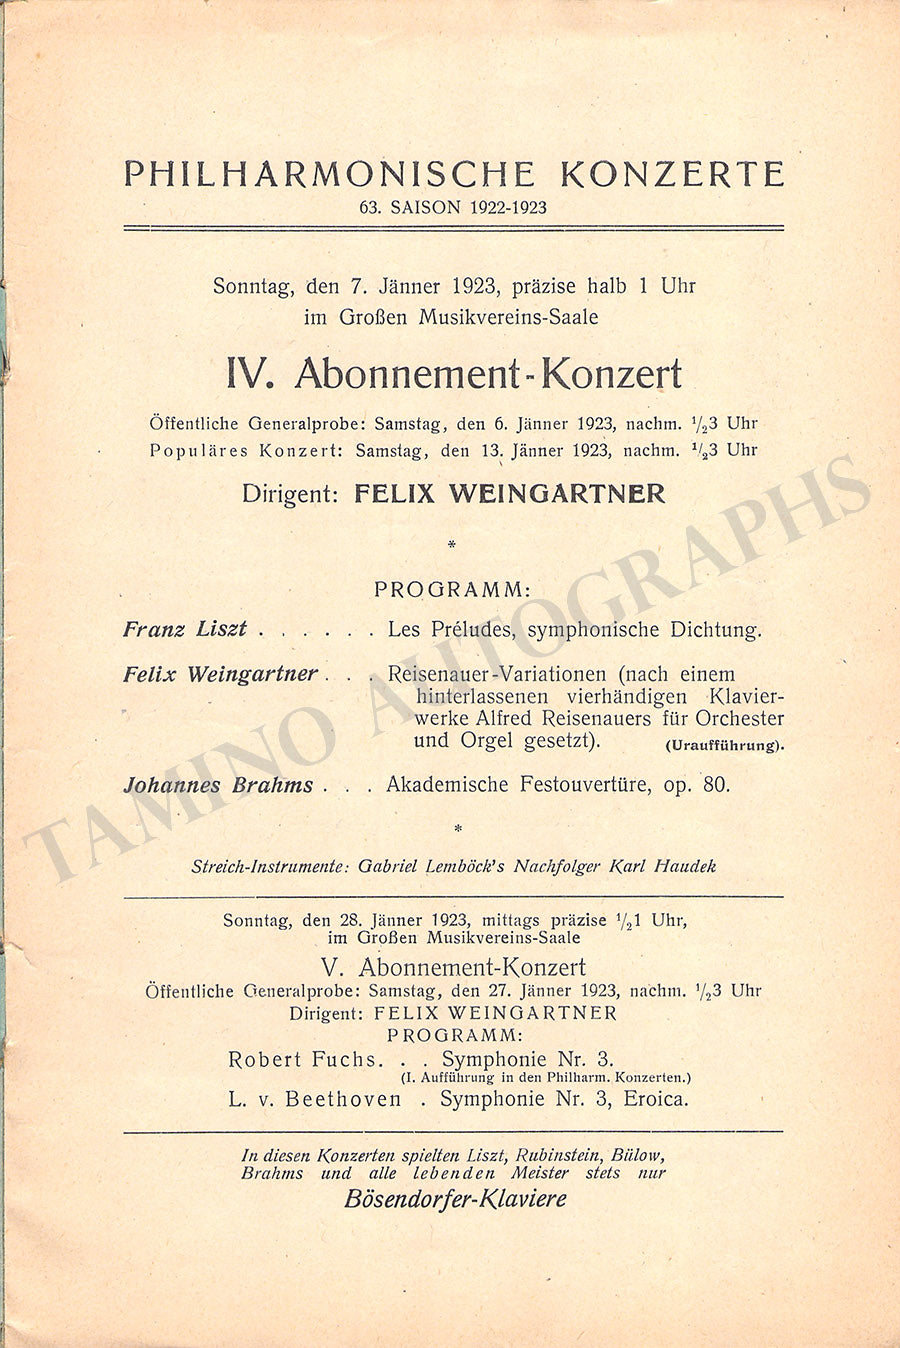 PHILHARMONISCHE KONZERTE
63. SAISON 1922-1923
Sonntag, den 7. Jänner 1923, präzise halb 1 Uhr
im Großen Musikvereins-Saale
IV. Abonnement-Konzert
Öffentliche Generalprobe: Samstag, den 6. Jänner 1923, nachm. ½3 Uhr
Populäres Konzert: Samstag, den 13. Jänner 1923, nachm. ½3 Uhr
Dirigent: FELIX WEINGARTNER
*
PROGRAMM:
Franz Liszt . . . . . . Les Préludes, symphonische Dichtung.
Felix Weingartner . . . Reisenauer-Variationen (nach einem
hinterlassenen vierhändigen Klavier-
werke Alfred Reisenauers für Orchester
und Orgel gesetzt). (Uraufführung).
Johannes Brahms . . . Akademische Festouvertüre, op. 80.
*
Streich-Instrumente: Gabriel Lemböck's Nachfolger Karl Haudek
Sonntag, den 28. Jänner 1923, mittags präzise ½1 Uhr,
im Großen Musikvereins-Saale
V. Abonnement-Konzert
Öffentliche Generalprobe: Samstag, den 27. Jänner 1923, nachm. ½3 Uhr
Dirigent: FELIX WEINGARTNER
PROGRAMM:
Robert Fuchs. . . Symphonie Nr. 3.
(I. Aufführung in den Philharm. Konzerten.)
L. v. Beethoven . Symphonie Nr. 3, Eroica.
In diesen Konzerten spielten Liszt, Rubinstein, Bülow,
Brahms und alle lebenden Meister stets nur
Bösendorfer-Klaviere
TAMINO AUTOGRAPHS